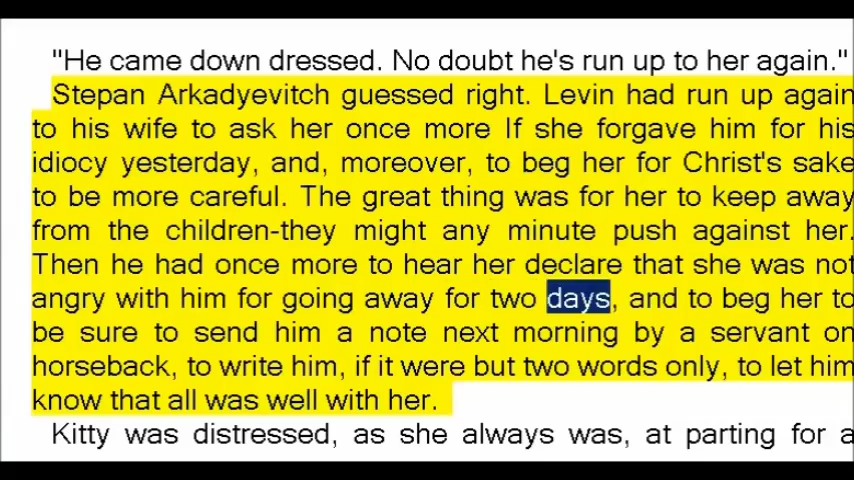 "He came down dressed. No doubt he's run up to her again."
Stepan Arkadyevitch guessed right. Levin had run up again
to his wife to ask her once more If she forgave him for his
idiocy yesterday, and, moreover, to beg her for Christ's sake
to be more careful. The great thing was for her to keep away
from the children-they might any minute push against her.
Then he had once more to hear her declare that she was not
angry with him for going away for two days, and to beg her to
be sure to send him a note next morning by a servant on
horseback, to write him, if it were but two words only, to let him
know that all was well with her.
Kitty was distressed, as she always was, at parting for a